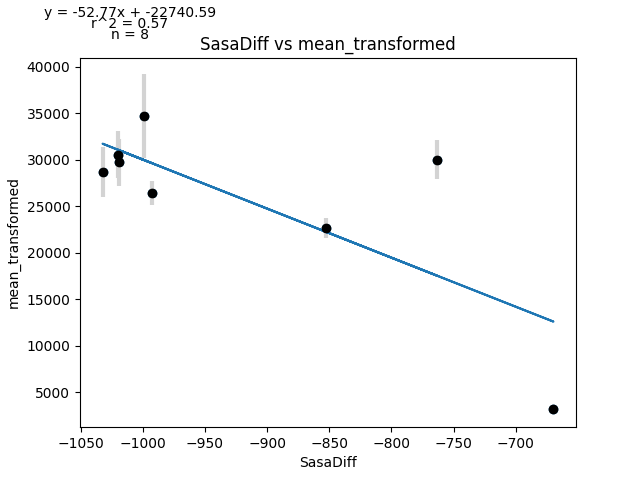 y = -52.77x + -22740.59
r^2 = 0.57
n = 8
SasaDiff vs mean_transformed
40000
35000
30000
25000
20000
15000
10000
5000
mean_transformed
−1050 −1000 −950 −900 −850 −800 −750 −700
SasaDiff